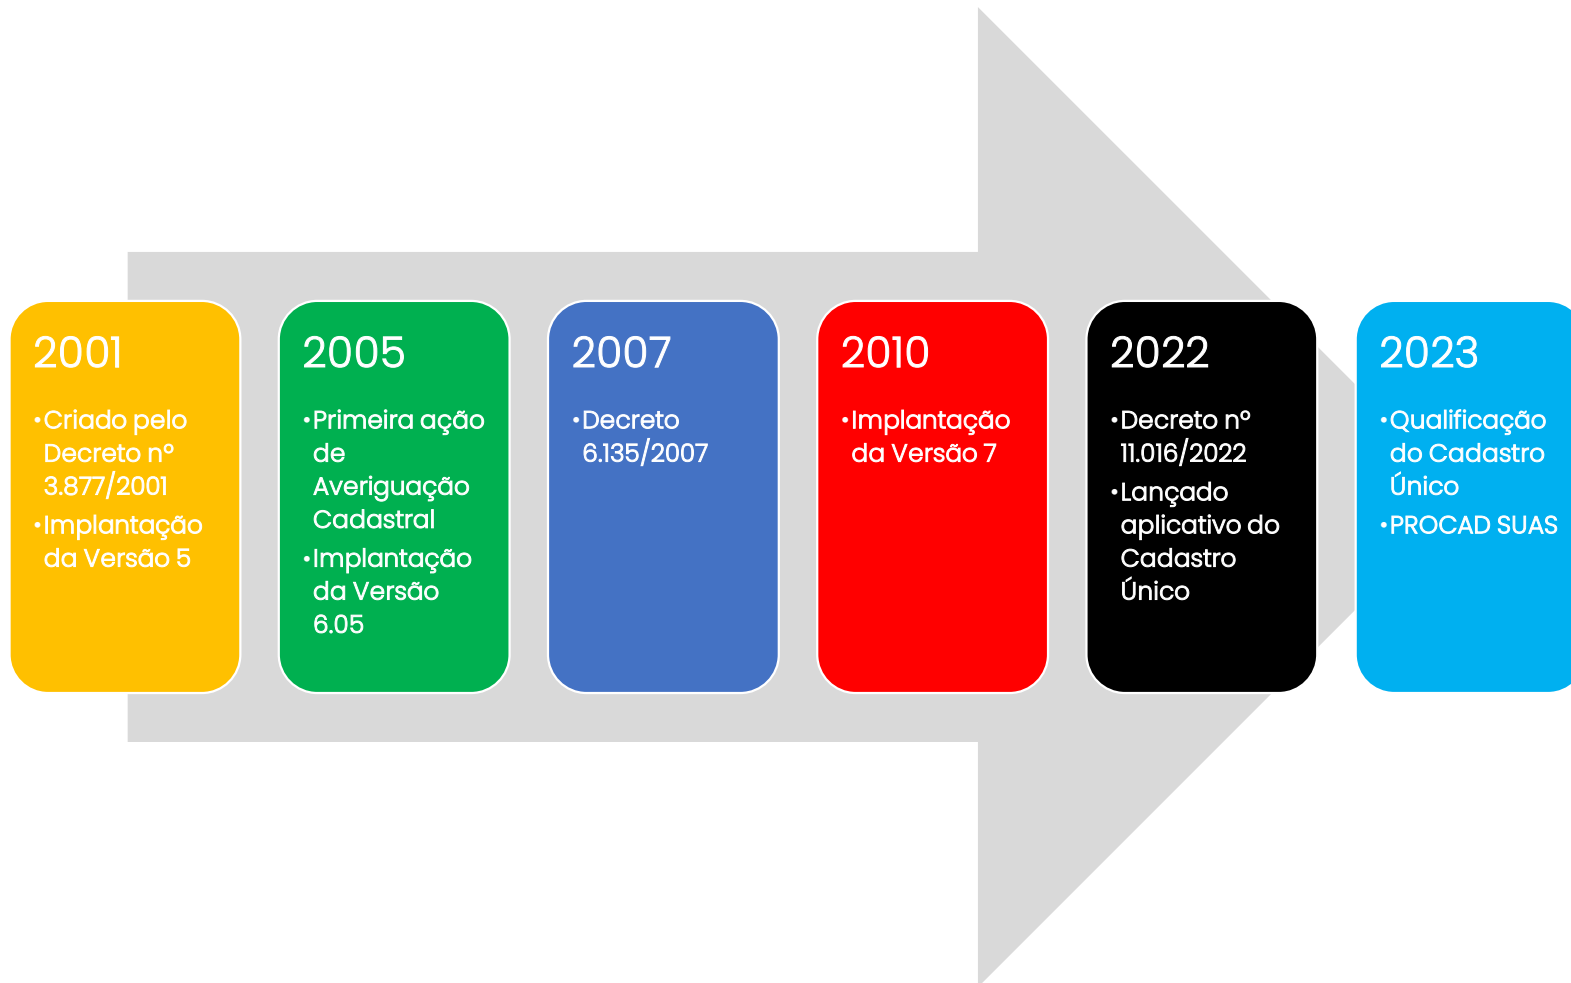 2001
•Criado pelo
Decreto nº
3.877/2001
•Implantação
da Versão 5
2005
•Primeira ação
de
Averiguação
Cadastral
•Implantação
da Versão
6.05
2007
•Decreto
6.135/2007
2010
•Implantação
da Versão 7
2022
•Decreto nº
11.016/2022
•Lançado
aplicativo do
Cadastro
Único
2023
•Qualificação
do Cadastro
Único
•PROCAD SUAS